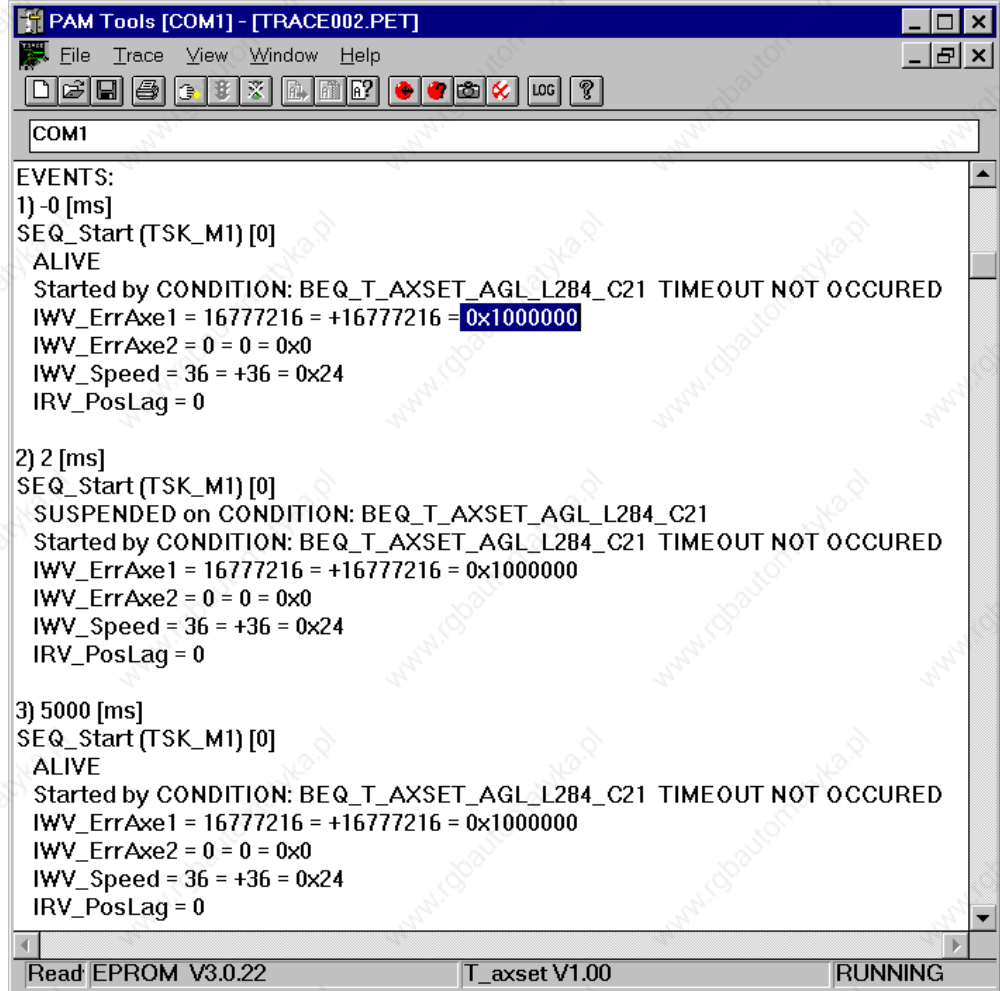 PAM Tools [COM1] - [TRACE002.PET]
File Trace View Window Help
LOG
COM1
EVENTS:
1) -0 [ms]
SEQ_Start (TSK_M1) [0]
ALIVE
Started by CONDITION: BEQ_T_AXSET_AGL_L284_C21 TIMEOUT NOT OCCURED
IWV_ErrAxe1 = 16777216 = +16777216 = 0x1000000
IWV_ErrAxe2 = 0 = 0 = 0x0
IWV_Speed = 36 = +36 = 0x24
IRV_PosLag = 0
2) 2 [ms]
SEQ_Start (TSK_M1) [0]
SUSPENDED on CONDITION: BEQ_T_AXSET_AGL_L284_C21
Started by CONDITION: BEQ_T_AXSET_AGL_L284_C21 TIMEOUT NOT OCCURED
IWV_ErrAxe1 = 16777216 = +16777216 = 0x1000000
IWV_ErrAxe2 = 0 = 0 = 0x0
IWV_Speed = 36 = +36 = 0x24
IRV_PosLag = 0
3) 5000 [ms]
SEQ_Start (TSK_M1) [0]
ALIVE
Started by CONDITION: BEQ_T_AXSET_AGL_L284_C21 TIMEOUT NOT OCCURED
IWV_ErrAxe1 = 16777216 = +16777216 = 0x1000000
IWV_ErrAxe2 = 0 = 0 = 0x0
IWV_Speed = 36 = +36 = 0x24
IRV_PosLag = 0
Read EPROM V3.0.22 T_axset V1.00 RUNNING
www.rgbautomatyka.pl